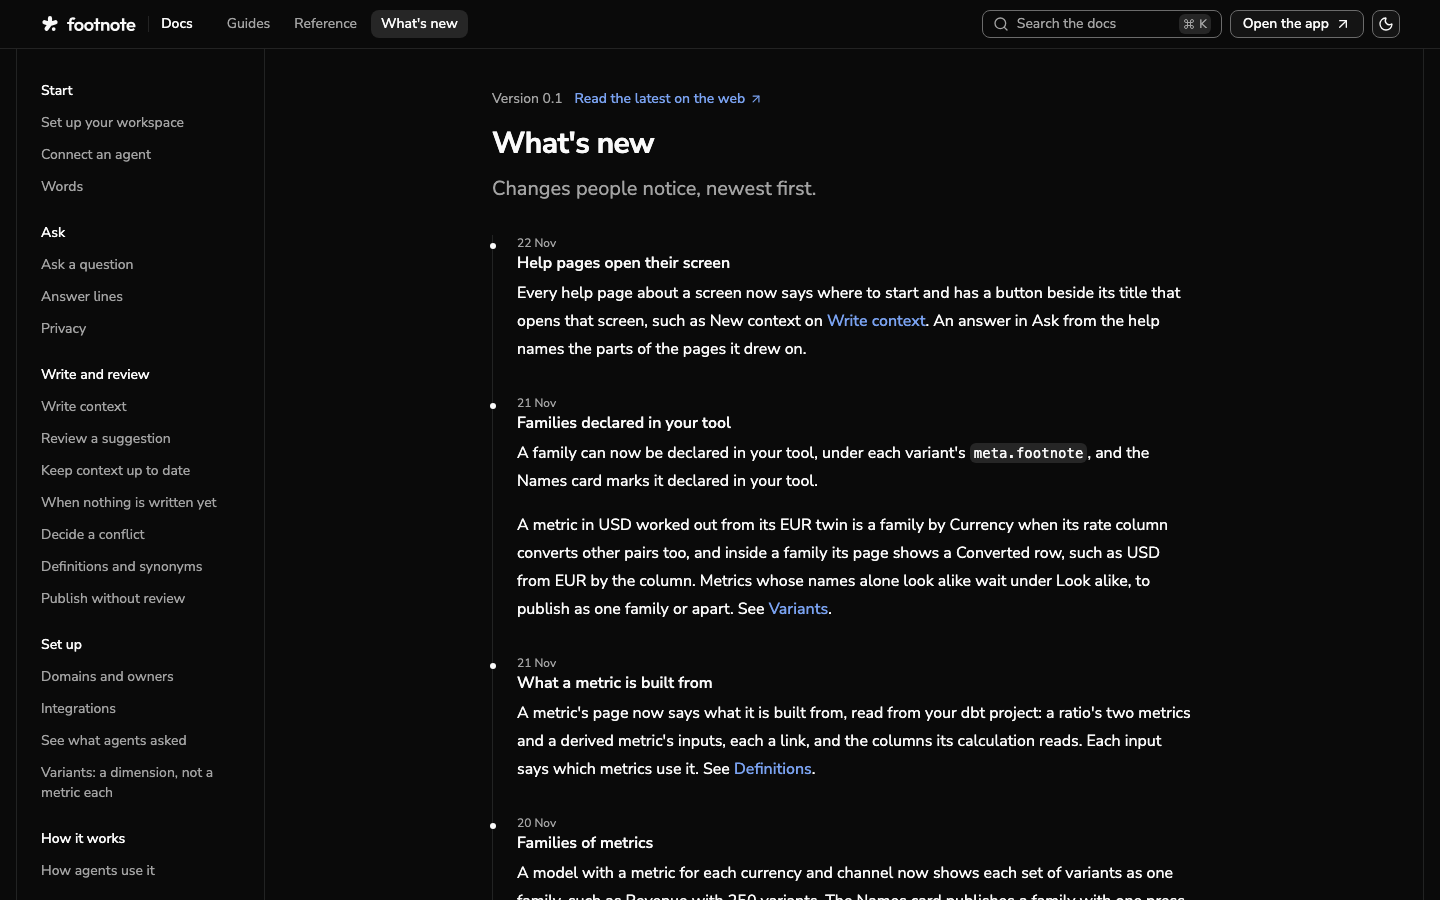 footnote
Docs
Guides
Reference
What's new
Search the docs
⌘ K
Open the app
Start
Set up your workspace
Connect an agent
Words
Ask
Ask a question
Answer lines
Privacy
Write and review
Write context
Review a suggestion
Keep context up to date
When nothing is written yet
Decide a conflict
Definitions and synonyms
Publish without review
Set up
Domains and owners
Integrations
See what agents asked
Variants: a dimension, not a
metric each
How it works
How agents use it
Version 0.1 Read the latest on the web
What's new
Changes people notice, newest first.
22 Nov
Help pages open their screen
Every help page about a screen now says where to start and has a button beside its title that
opens that screen, such as New context on Write context. An answer in Ask from the help
names the parts of the pages it drew on.
21 Nov
Families declared in your tool
A family can now be declared in your tool, under each variant's meta.footnote, and the
Names card marks it declared in your tool.
A metric in USD worked out from its EUR twin is a family by Currency when its rate column
converts other pairs too, and inside a family its page shows a Converted row, such as USD
from EUR by the column. Metrics whose names alone look alike wait under Look alike, to
publish as one family or apart. See Variants.
21 Nov
What a metric is built from
A metric's page now says what it is built from, read from your dbt project: a ratio's two metrics
and a derived metric's inputs, each a link, and the columns its calculation reads. Each input
says which metrics use it. See Definitions.
20 Nov
Families of metrics
A model with a metric for each currency and channel now shows each set of variants as one
family, such as Revenue with 250 variants. The Names card publishes a family with one press.